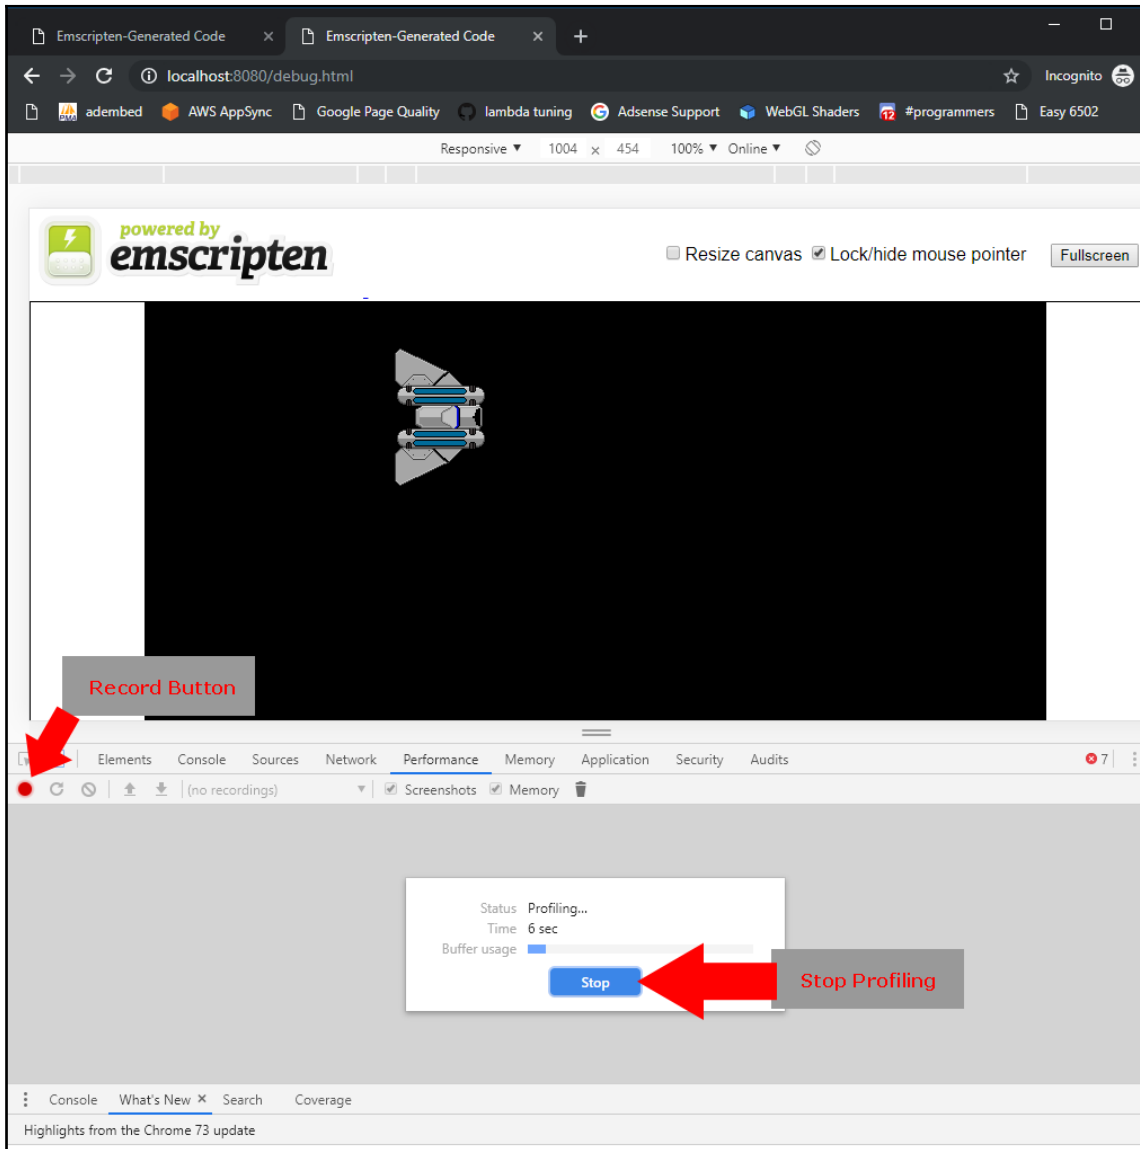 Emscripten-Generated Code × Emscripten-Generated Code × +
localhost:8080/debug.html Incognito
adembed AWS AppSync Google Page Quality lambda tuning Adsense Support WebGL Shaders 12 #programmers Easy 6502
Responsive ▼ 1004 × 454 100% ▼ Online ▼
powered by
emscripten
Resize canvas Lock/hide mouse pointer Fullscreen
Record Button
Elements Console Sources Network Performance Memory Application Security Audits 7
(no recordings) ▼ Screenshots Memory
Status Profiling...
Time 6 sec
Buffer usage
Stop
Stop Profiling
Console What's New × Search Coverage
Highlights from the Chrome 73 update